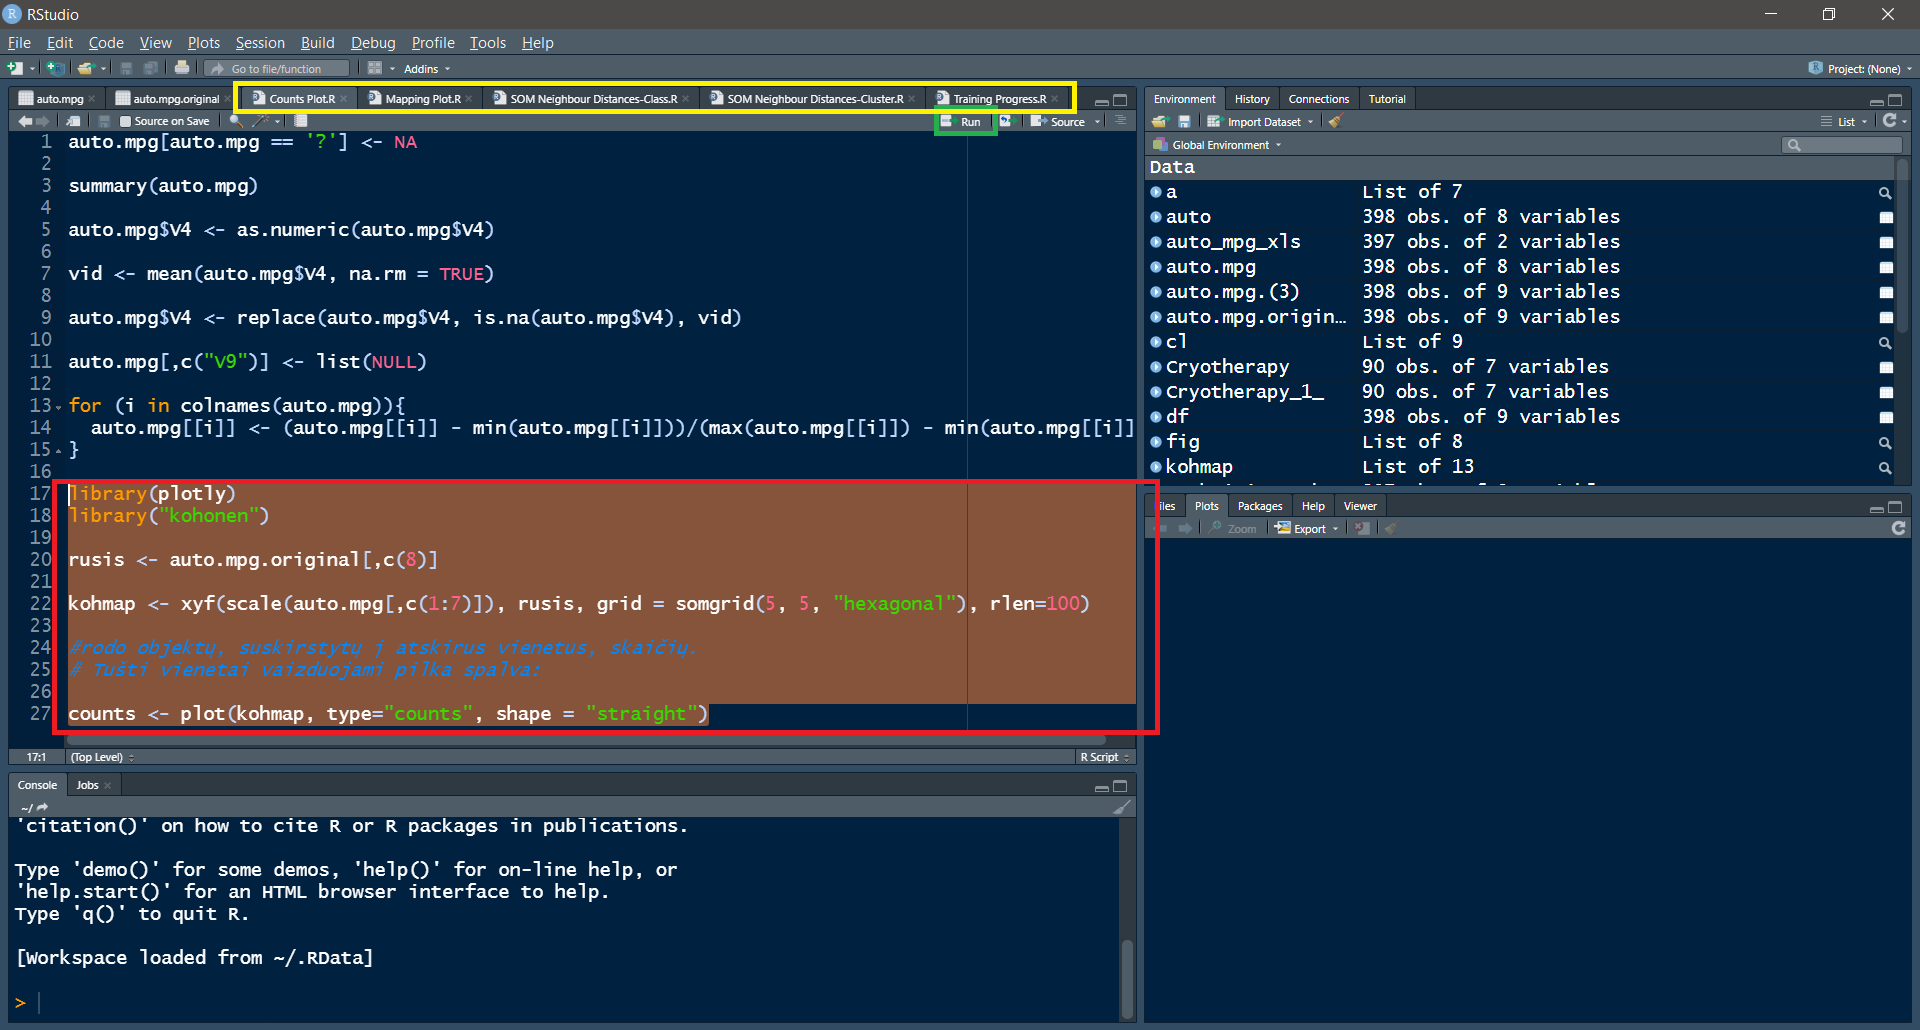 RStudio
File Edit Code View Plots Session Build Debug Profile Tools Help
Go to file/function Addins Project: (None)
auto.mpg auto.mpg.original Counts Plot.R Mapping Plot.R SOM Neighbour Distances-Class.R SOM Neighbour Distances-Cluster.R Training Progress.R
Source on Save Run Source
1 auto.mpg[auto.mpg == '?'] <- NA
2
3 summary(auto.mpg)
4
5 auto.mpg$V4 <- as.numeric(auto.mpg$V4)
6
7 vid <- mean(auto.mpg$V4, na.rm = TRUE)
8
9 auto.mpg$V4 <- replace(auto.mpg$V4, is.na(auto.mpg$V4), vid)
10
11 auto.mpg[,c("V9")] <- list(NULL)
12
13 for (i in colnames(auto.mpg)){
14 auto.mpg[[i]] <- (auto.mpg[[i]] - min(auto.mpg[[i]]))/(max(auto.mpg[[i]]) - min(auto.mpg[[i]]
15 }
16
17 library(plotly)
18 library("kohonen")
19
20 rusis <- auto.mpg.original[,c(8)]
21
22 kohmap <- xyf(scale(auto.mpg[,c(1:7)]), rusis, grid = somgrid(5, 5, "hexagonal"), rlen=100)
23
24 #rodo objektų, suskirstytų į atskirus vienetus, skaičių.
25 # Tušti vienetai vaizduojami pilka spalva:
26
27 counts <- plot(kohmap, type="counts", shape = "straight")
17:1 (Top Level) R Script
Console Jobs
~/
'citation()' on how to cite R or R packages in publications.
Type 'demo()' for some demos, 'help()' for on-line help, or
'help.start()' for an HTML browser interface to help.
Type 'q()' to quit R.
[Workspace loaded from ~/.RData]
>
Environment History Connections Tutorial
Import Dataset List
Global Environment
Data
a List of 7
auto 398 obs. of 8 variables
auto_mpg_xls 397 obs. of 2 variables
auto.mpg 398 obs. of 8 variables
auto.mpg.(3) 398 obs. of 9 variables
auto.mpg.origin... 398 obs. of 9 variables
cl List of 9
Cryotherapy 90 obs. of 7 variables
Cryotherapy_1_ 90 obs. of 7 variables
df 398 obs. of 9 variables
fig List of 8
kohmap List of 13
iles Plots Packages Help Viewer
Zoom Export